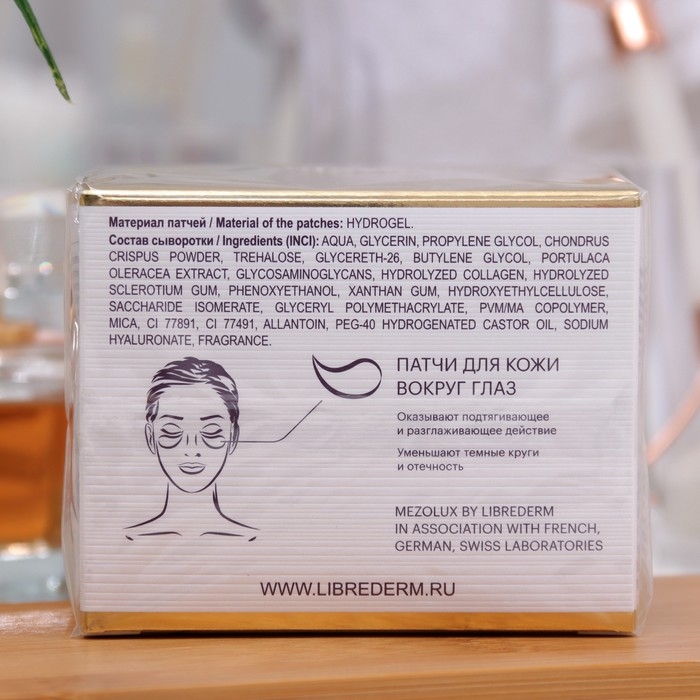 Материал патчей / Material of the patches: HYDROGEL.
Состав сыворотки / Ingredients (INCI): AQUA, GLYCERIN, PROPYLENE GLYCOL, CHONDRUS
CRISPUS POWDER, TREHALOSE, GLYCERETH-26, BUTYLENE GLYCOL, PORTULACA
OLERACEA EXTRACT, GLYCOSAMINOGLYCANS, HYDROLYZED COLLAGEN, HYDROLYZED
SCLEROTIUM GUM, PHENOXYETHANOL, XANTHAN GUM, HYDROXYETHYLCELLULOSE,
SACCHARIDE ISOMERATE, GLYCERYL POLYMETHACRYLATE, PVM/MA COPOLYMER,
MICA, CI 77891, CI 77491, ALLANTOIN, PEG-40 HYDROGENATED CASTOR OIL, SODIUM
HYALURONATE, FRAGRANCE.
ПАТЧИ ДЛЯ КОЖИ
ВОКРУГ ГЛАЗ
Оказывают подтягивающее
и разглаживающее действие
Уменьшают темные круги
и отечность
MEZOLUX BY LIBREDERM
IN ASSOCIATION WITH FRENCH,
GERMAN, SWISS LABORATORIES
WWW.LIBREDERM.RU